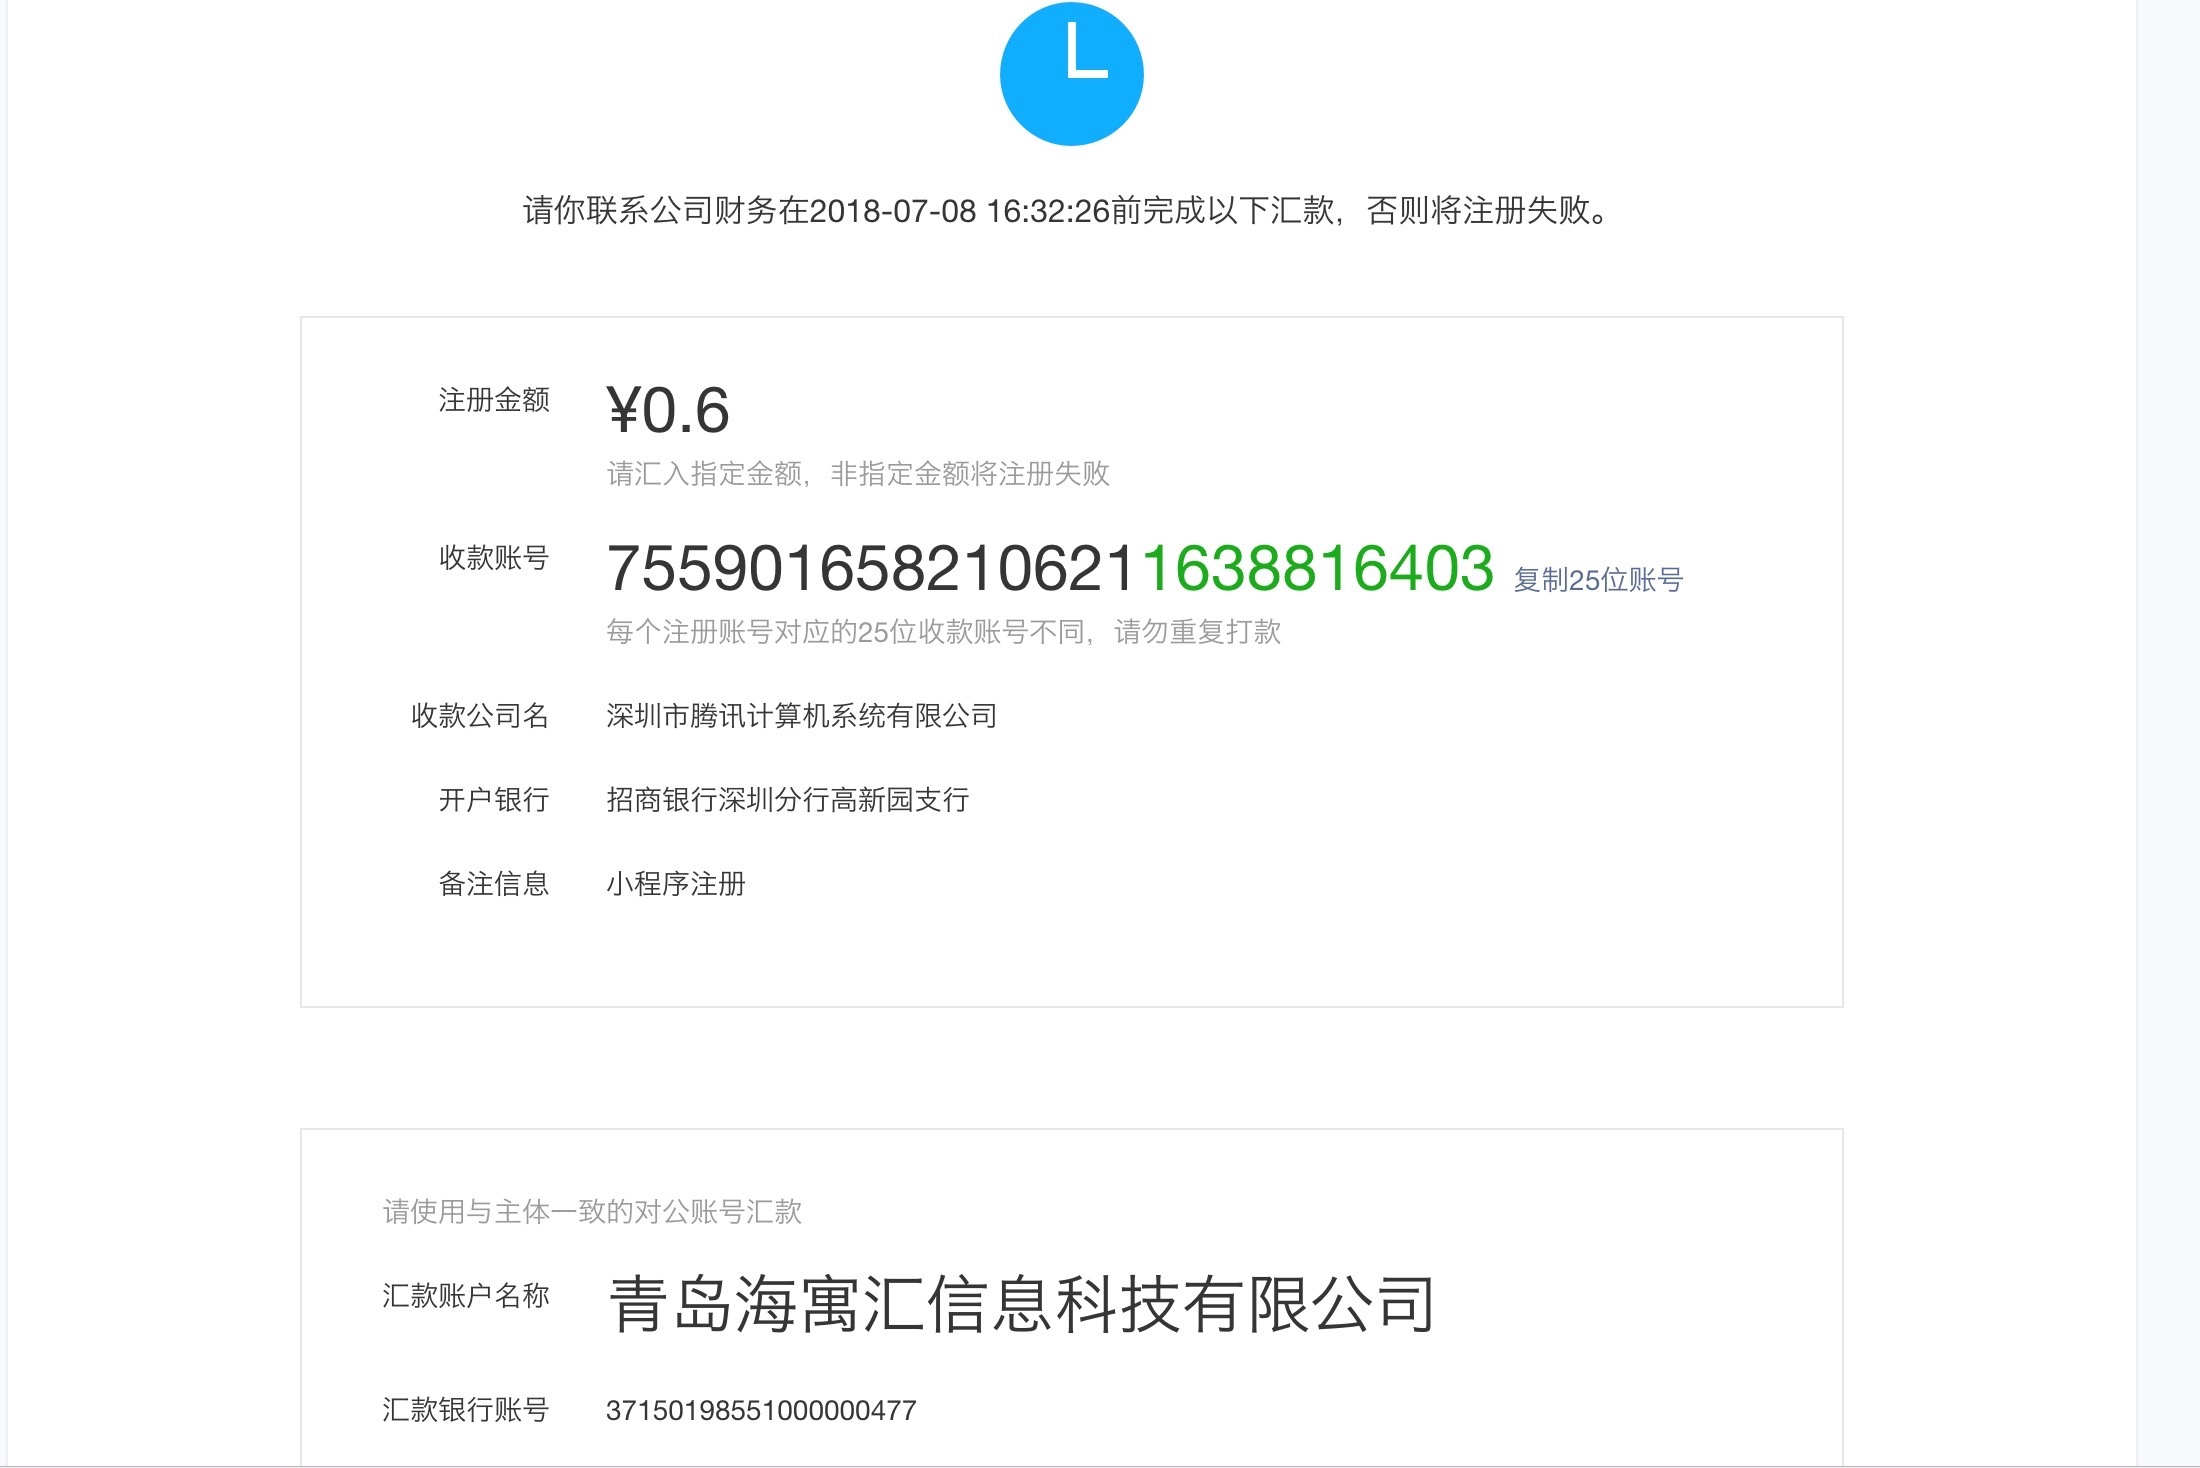 请你联系公司财务在2018-07-08 16:32:26前完成以下汇款，否则将注册失败。
注册金额 ¥0.6
请汇入指定金额，非指定金额将注册失败
收款账号 7559016582106211638816403 复制25位账号
每个注册账号对应的25位收款账号不同，请勿重复打款
收款公司名 深圳市腾讯计算机系统有限公司
开户银行 招商银行深圳分行高新园支行
备注信息 小程序注册
请使用与主体一致的对公账号汇款
汇款账户名称 青岛海寓汇信息科技有限公司
汇款银行账号 37150198551000000477